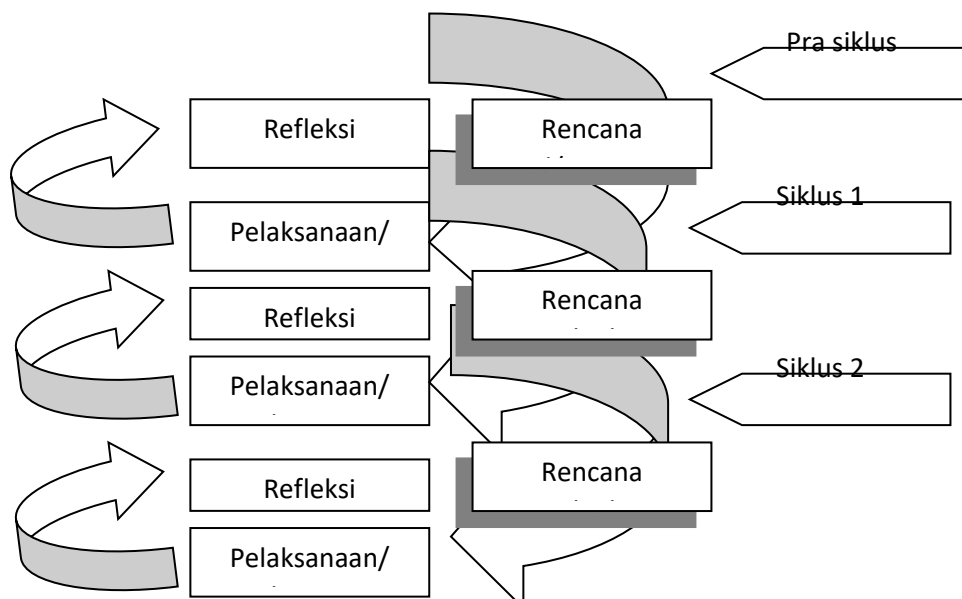 Pra siklus
Refleksi
Rencana
Siklus 1
Pelaksanaan/
Refleksi
Rencana
Siklus 2
Pelaksanaan/
Refleksi
Rencana
Pelaksanaan/